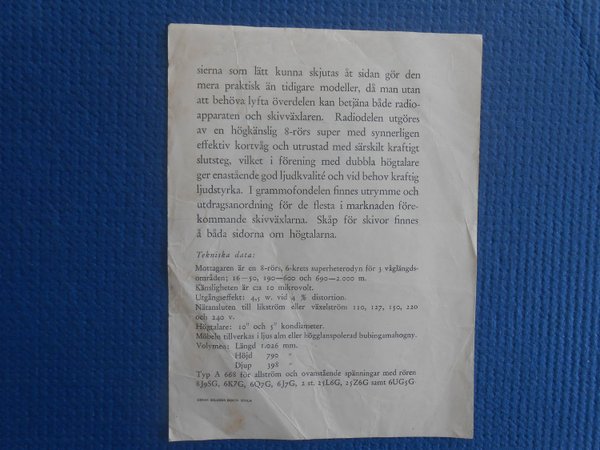 sierna som lätt kunna skjutas åt sidan gör den
mera praktisk än tidigare modeller, då man utan
att behöva lyfta överdelen kan betjäna både radio-
apparaten och skivväxlaren. Radiodelen utgöres
av en högkänslig 8-rörs super med synnerligen
effektiv kortvåg och utrustad med särskilt kraftigt
slutsteg, vilket i förening med dubbla högtalare
ger enastående god ljudkvalité och vid behov kraftig
ljudstyrka. I grammofondelen finnes utrymme och
utdragsanordning för de flesta i marknaden före-
kommande skivväxlarna. Skåp för skivor finnes
å båda sidorna om högtalarna.
Tekniska data:
Mottagaren är en 8-rörs, 6-krets superheterodyn för 3 våglängds-
områden; 16—50, 190—600 och 690—2.000 m.
Känsligheten är c:a 10 mikrovolt.
Utgångseffekt: 4,5 w. vid 4 % distortion.
Nätansluten till likström eller växelström 110, 127, 150, 220
och 240 v.
Högtalare: 10" och 5" kondiameter.
Möbeln tillverkas i ljus alm eller högglanspolerad bubingamahogny.
Volymen: Längd 1.026 mm.
Höjd 790 "
Djup 398 "
Typ A 668 för allström och ovanstående spänningar med rören
8J9SG, 6K7G, 6Q7G, 6J7G, 2 st. 25L6G, 25Z6G samt 6UG5G